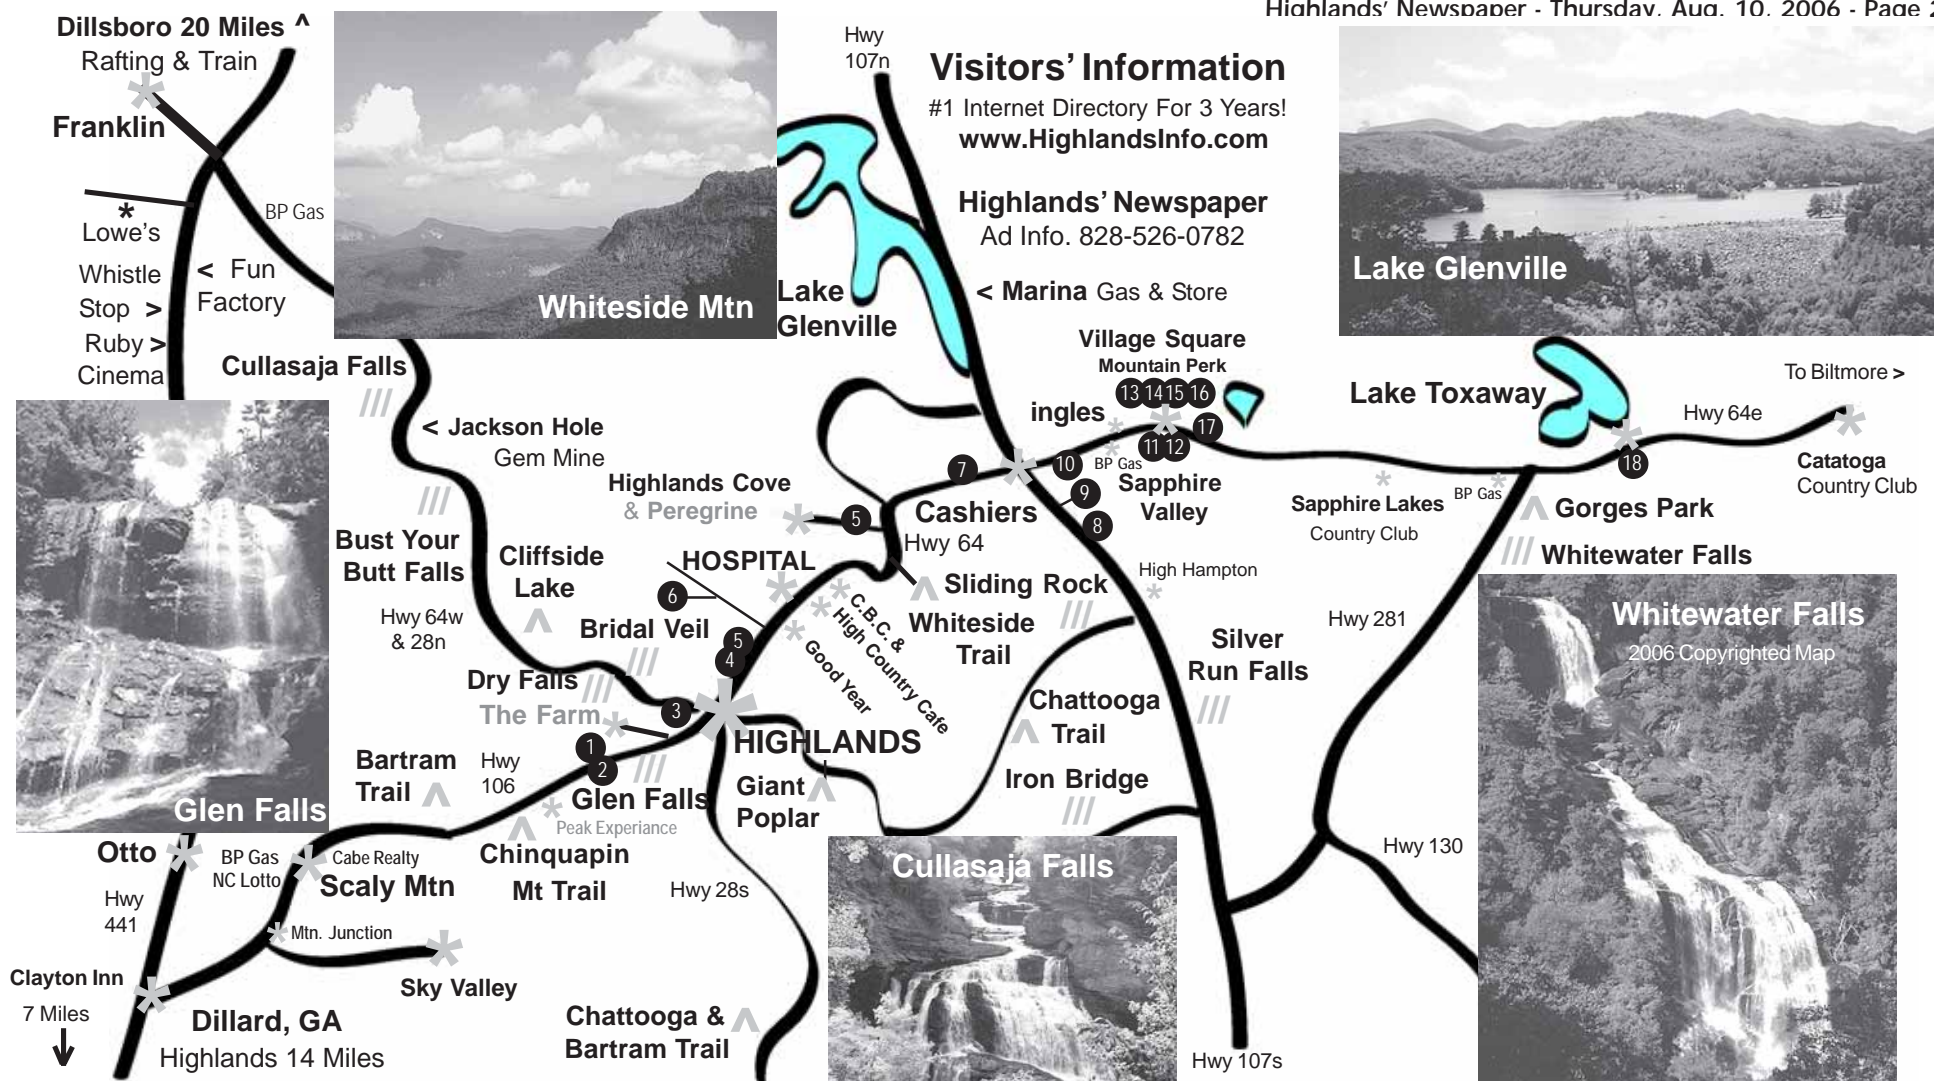 Highlands' Newspaper - Thursday, Aug. 10, 2006 - Page 2
Dillsboro 20 Miles ^
Rafting & Train
Franklin
BP Gas
*
Lowe's
Whistle
Stop >
Ruby >
Cinema
< Fun
Factory
Whiteside Mtn
Hwy
107n
Visitors' Information
#1 Internet Directory For 3 Years!
www.HighlandsInfo.com
Highlands' Newspaper
Ad Info. 828-526-0782
Lake
Glenville
< Marina Gas & Store
Lake Glenville
Village Square
Mountain Perk
13 14 15 16
ingles
17
11 12
10
BP Gas
Sapphire
Valley
Lake Toxaway
To Biltmore >
Hwy 64e
18
Catatoga
Country Club
Sapphire Lakes
Country Club
BP Gas
Gorges Park
Whitewater Falls
Cullasaja Falls
< Jackson Hole
Gem Mine
Highlands Cove
& Peregrine
5
7
Cashiers
9
8
Hwy 64
Bust Your
Butt Falls
Cliffside
Lake
HOSPITAL
6
Sliding Rock
High Hampton
Hwy 64w
& 28n
Bridal Veil
5
4
C.B.C. &
High Country Cafe
Good Year
Whiteside
Trail
Silver
Run Falls
Hwy 281
Whitewater Falls
2006 Copyrighted Map
Dry Falls
The Farm
3
HIGHLANDS
Chattooga
Trail
Iron Bridge
Bartram
Trail
Hwy
106
1
2
Glen Falls
Peak Experiance
Giant
Poplar
Glen Falls
Chinquapin
Mt Trail
Hwy 28s
Cullasaja Falls
Hwy 130
Otto
BP Gas
NC Lotto
Cabe Realty
Scaly Mtn
Hwy
441
Mtn. Junction
Sky Valley
Clayton Inn
7 Miles
Dillard, GA
Highlands 14 Miles
Chattooga &
Bartram Trail
Hwy 107s